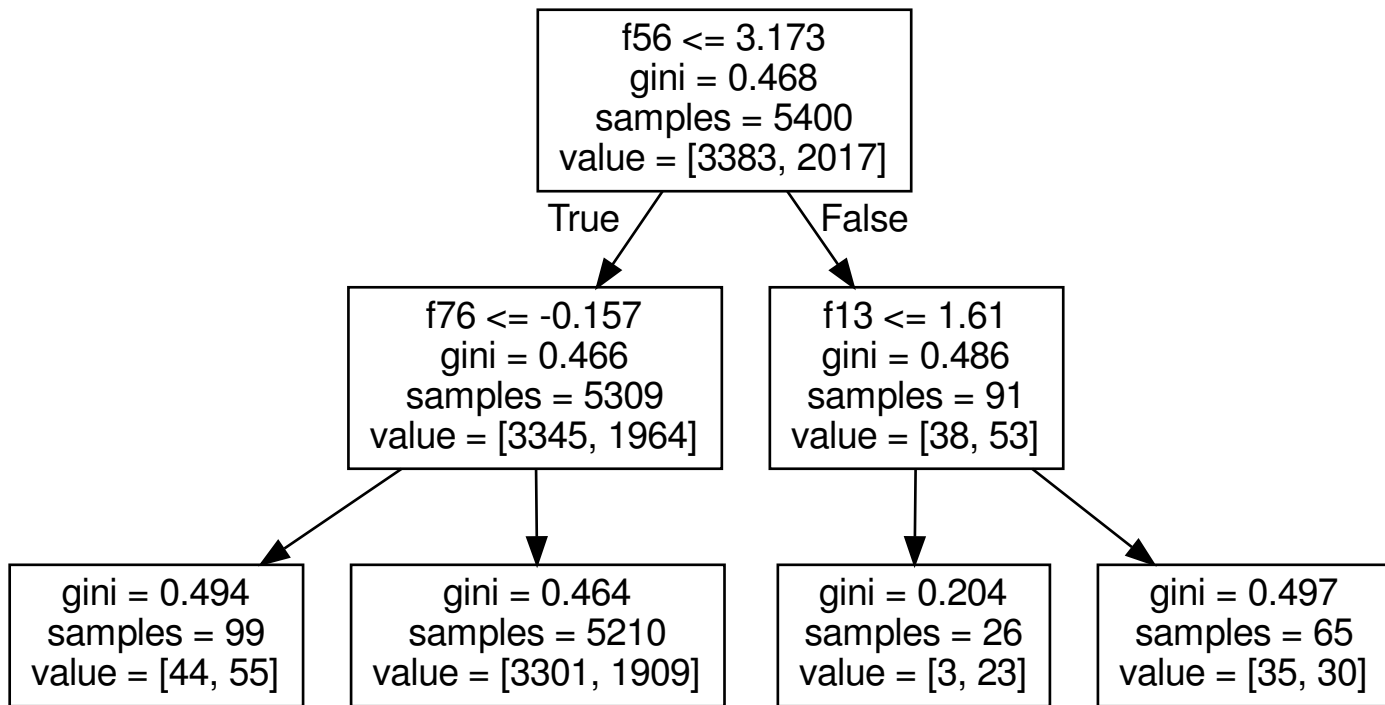 f56 <= 3.173
gini = 0.468
samples = 5400
value = [3383, 2017]
True
False
f76 <= -0.157
gini = 0.466
samples = 5309
value = [3345, 1964]
f13 <= 1.61
gini = 0.486
samples = 91
value = [38, 53]
gini = 0.494
samples = 99
value = [44, 55]
gini = 0.464
samples = 5210
value = [3301, 1909]
gini = 0.204
samples = 26
value = [3, 23]
gini = 0.497
samples = 65
value = [35, 30]